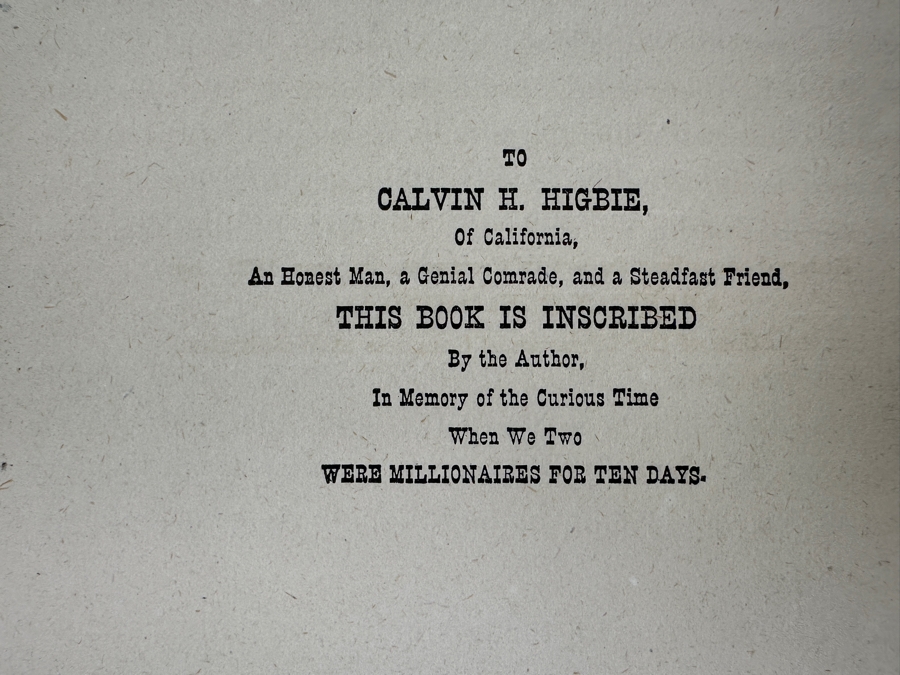 TO
CALVIN H. HIGBIE,
Of California,
An Honest Man, a Genial Comrade, and a Steadfast Friend,
THIS BOOK IS INSCRIBED
By the Author,
In Memory of the Curious Time
When We Two
WERE MILLIONAIRES FOR TEN DAYS.